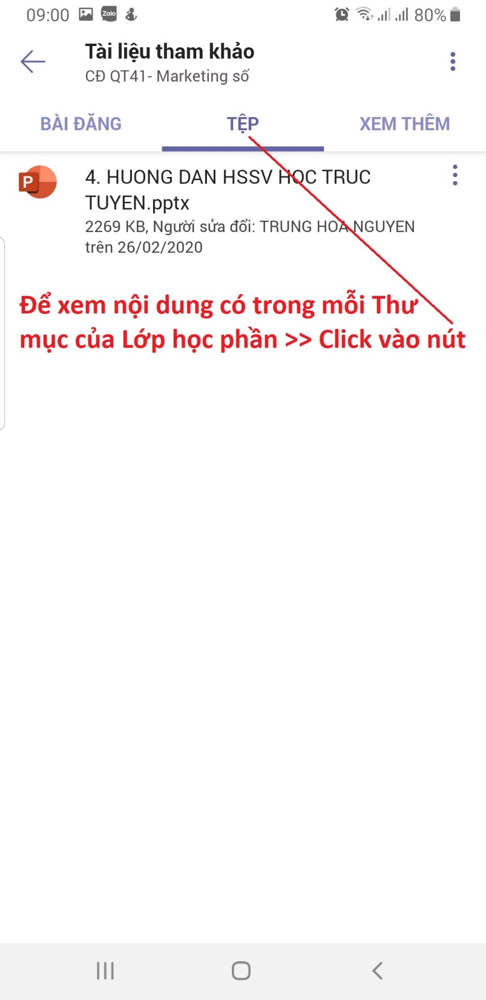 09:00 Zalo 80%
Tài liệu tham khảo
CĐ QT41- Marketing số
BÀI ĐĂNG TỆP XEM THÊM
P 4. HUONG DAN HSSV HOC TRUC
TUYEN.pptx
2269 KB, Người sửa đổi: TRUNG HOA NGUYEN
trên 26/02/2020
Để xem nội dung có trong mỗi Thư
mục của Lớp học phần >> Click vào nút